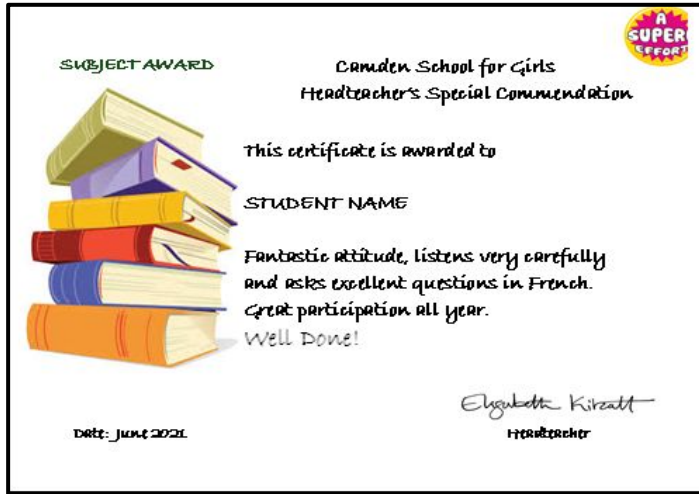 A
SUPER
EFFORT
SUBJECT AWARD
Camden School for Girls
Headteacher's Special Commendation
This certificate is awarded to
STUDENT NAME
Fantastic attitude, listens very carefully
and asks excellent questions in French.
Great participation all year.
Well Done!
Elizabeth Kitcatt
Date: June 2021
Headteacher